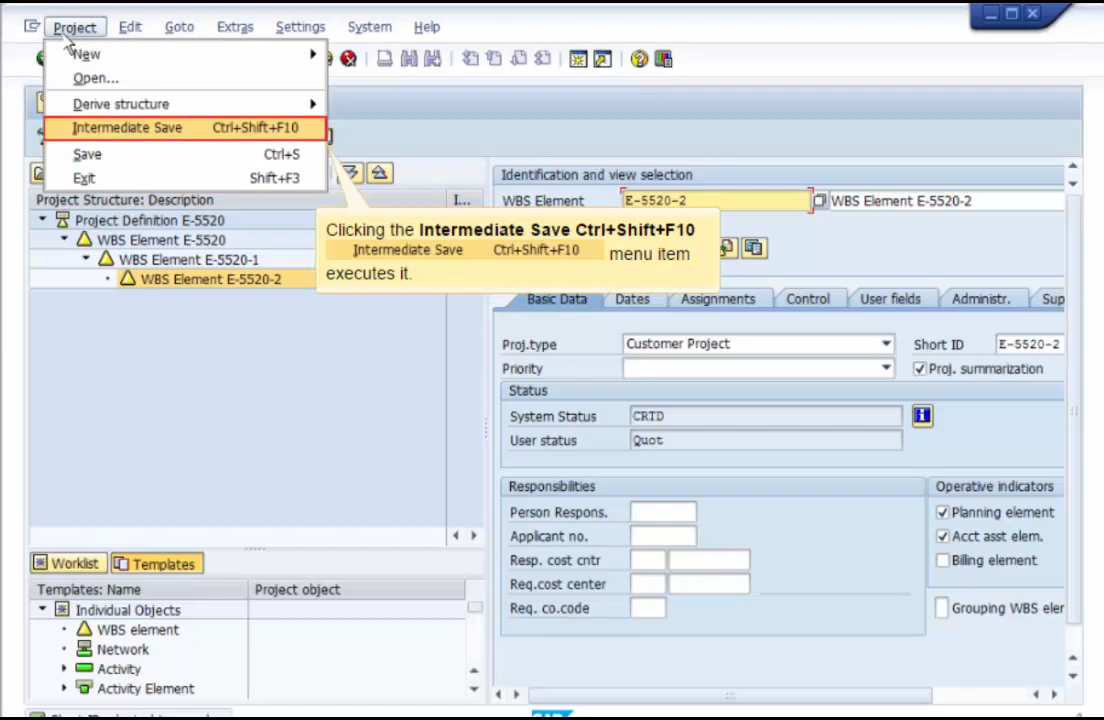 Project Edit Goto Extras Settings System Help
New
Open...
Derive structure
Intermediate Save Ctrl+Shift+F10
Save Ctrl+S
Exit Shift+F3
Project Structure: Description I...
Project Definition E-5520
WBS Element E-5520
WBS Element E-5520-1
WBS Element E-5520-2
Clicking the Intermediate Save Ctrl+Shift+F10
Intermediate Save Ctrl+Shift+F10 menu item
executes it.
Identification and view selection
WBS Element E-5520-2 WBS Element E-5520-2
Basic Data Dates Assignments Control User fields Administr. Sup
Proj.type Customer Project Short ID E-5520-2
Priority Proj. summarization
Status
System Status CRTD
User status Quot
Responsibilities Operative indicators
Person Respons. Planning element
Applicant no. Acct asst elem.
Resp. cost cntr Billing element
Req.cost center
Req. co.code Grouping WBS eler
Worklist Templates
Templates: Name Project object
Individual Objects
WBS element
Network
Activity
Activity Element